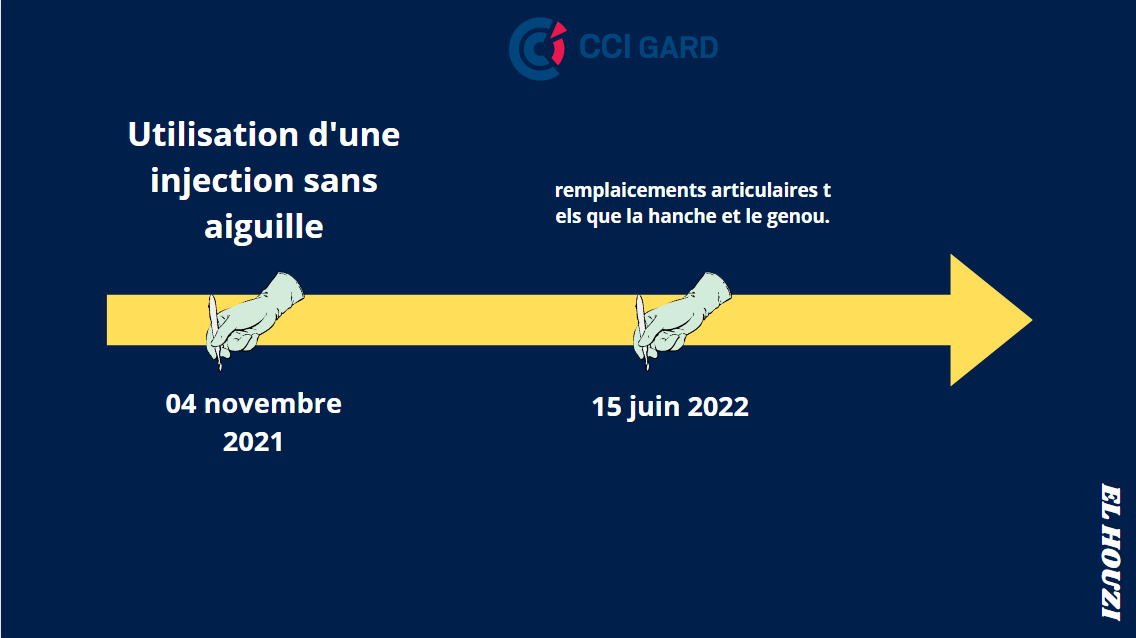 CCI GARD
Utilisation d'une
injection sans
aiguille
remplaicements articulaires t
els que la hanche et le genou.
04 novembre
2021
15 juin 2022
EL HOUZI